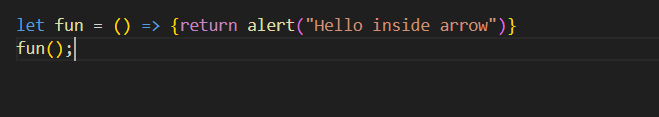 let fun = () => {return alert("Hello inside arrow")}
fun();